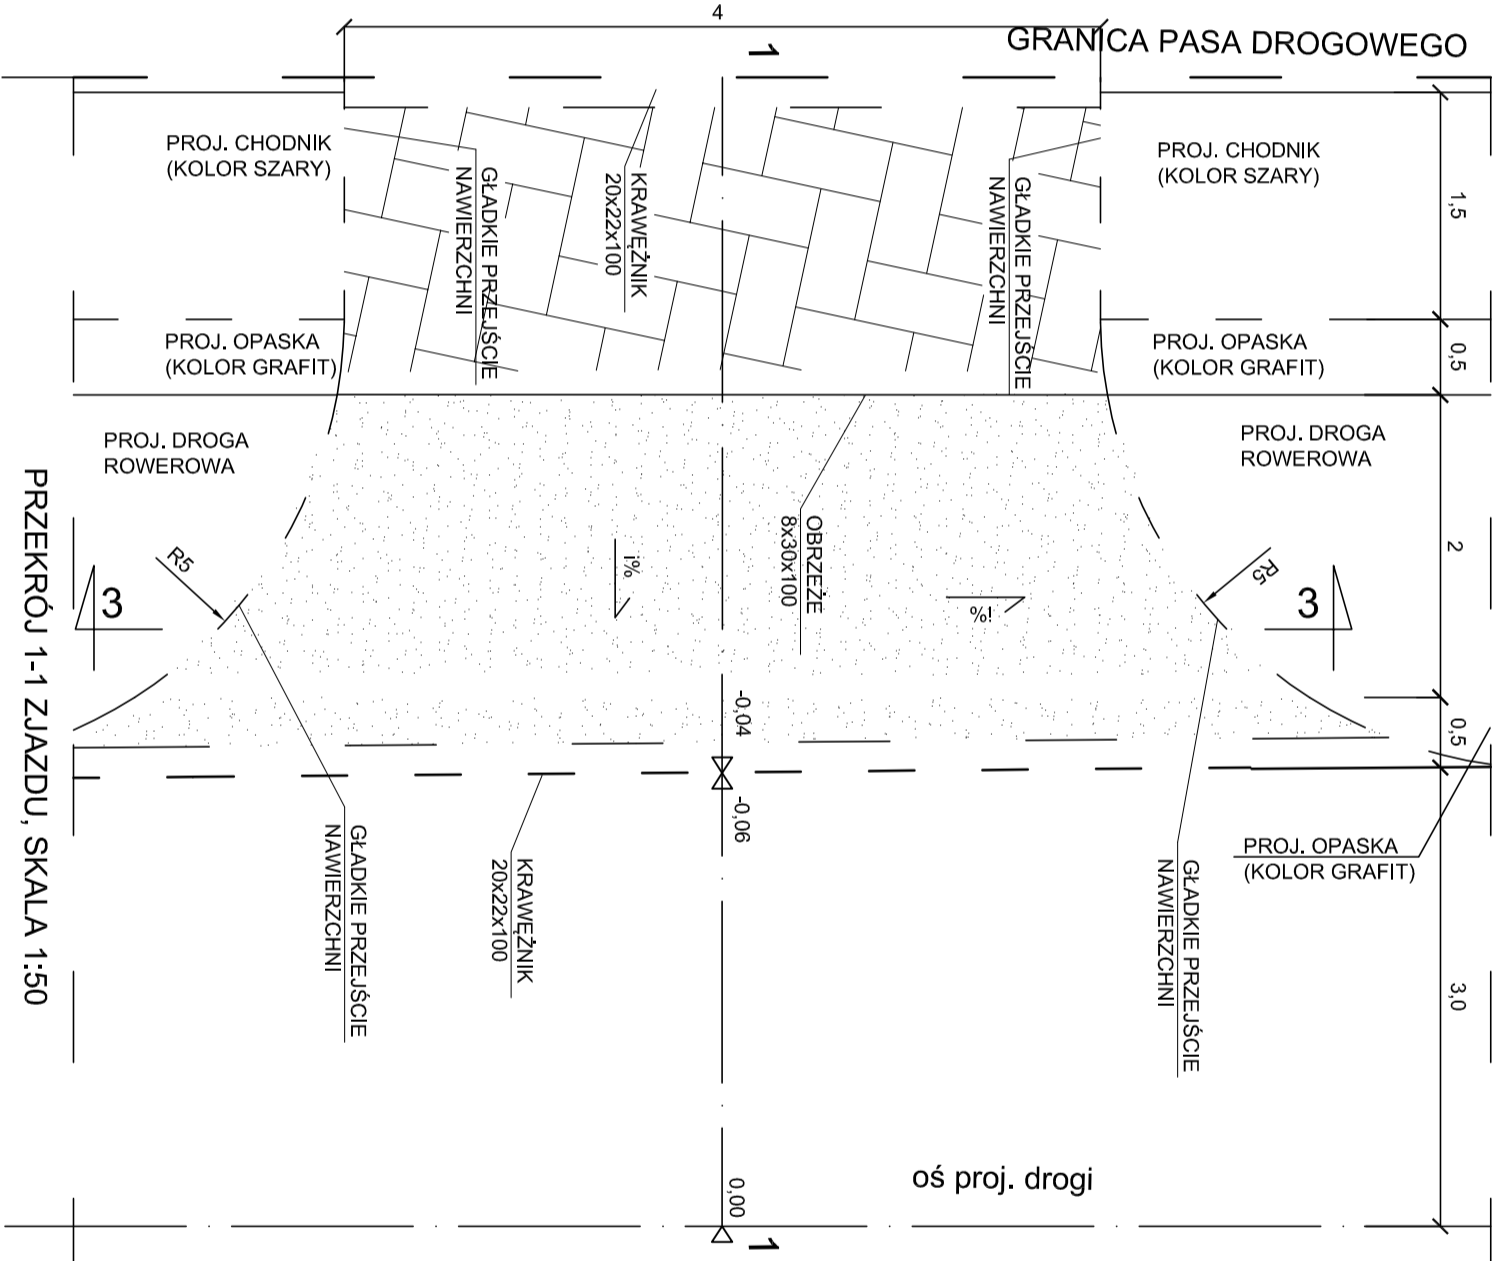 4
1
GRANICA PASA DROGOWEGO
PROJ. CHODNIK
(KOLOR SZARY)
GŁADKIE PRZEJŚCIE
NAWIERZCHNI
KRAWĘŻNIK
20x22x100
GŁADKIE PRZEJŚCIE
NAWIERZCHNI
PROJ. CHODNIK
(KOLOR SZARY)
1,5
PROJ. OPASKA
(KOLOR GRAFIT)
PROJ. OPASKA
(KOLOR GRAFIT)
0,5
PROJ. DROGA
ROWEROWA
PROJ. DROGA
ROWEROWA
2
R5
i%
OBRZEŻE
8x30x100
i%
R5
3
3
-0,04
0,5
-0,06
PROJ. OPASKA
(KOLOR GRAFIT)
GŁADKIE PRZEJŚCIE
NAWIERZCHNI
KRAWĘŻNIK
20x22x100
GŁADKIE PRZEJŚCIE
NAWIERZCHNI
3,0
oś proj. drogi
0,00
1
PRZEKRÓJ 1-1 ZJAZDU, SKALA 1:50